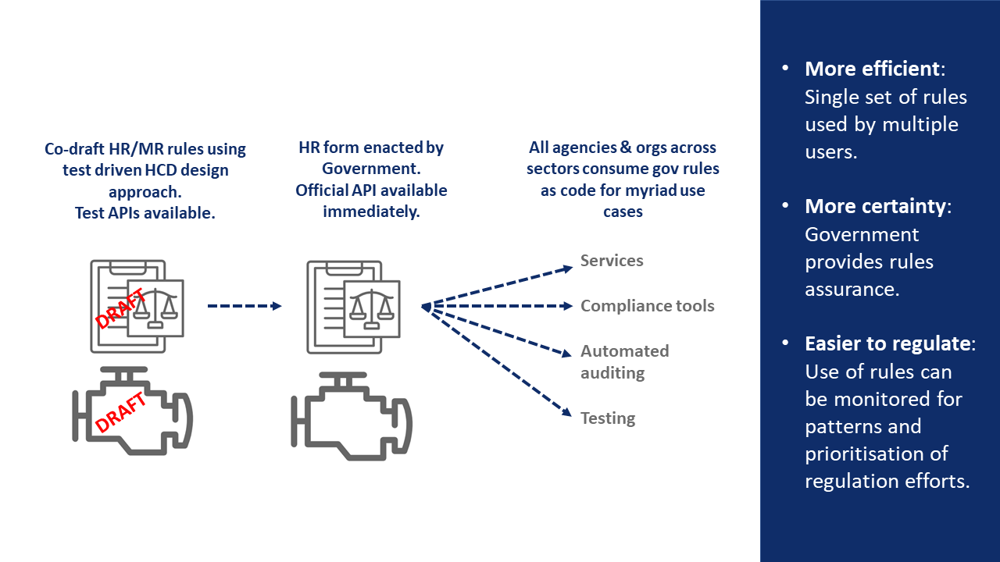 Co-draft HR/MR rules using
test driven HCD design
approach.
Test APIs available.
HR form enacted by
Government.
Official API available
immediately.
All agencies & orgs across
sectors consume gov rules
as code for myriad use
cases
DRAFT
DRAFT
Services
Compliance tools
Automated
auditing
Testing
• More efficient:
Single set of rules
used by multiple
users.
• More certainty:
Government
provides rules
assurance.
• Easier to regulate:
Use of rules can
be monitored for
patterns and
prioritisation of
regulation efforts.